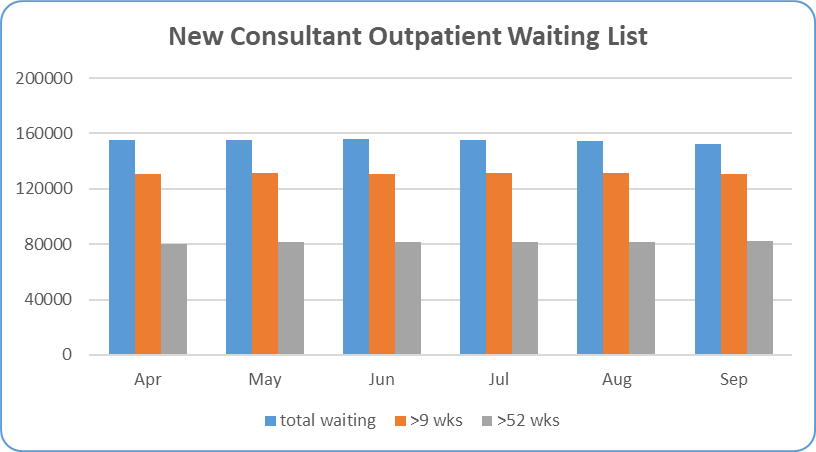 New Consultant Outpatient Waiting List
200000
160000
120000
80000
40000
0
Apr May Jun Jul Aug Sep
total waiting >9 wks >52 wks